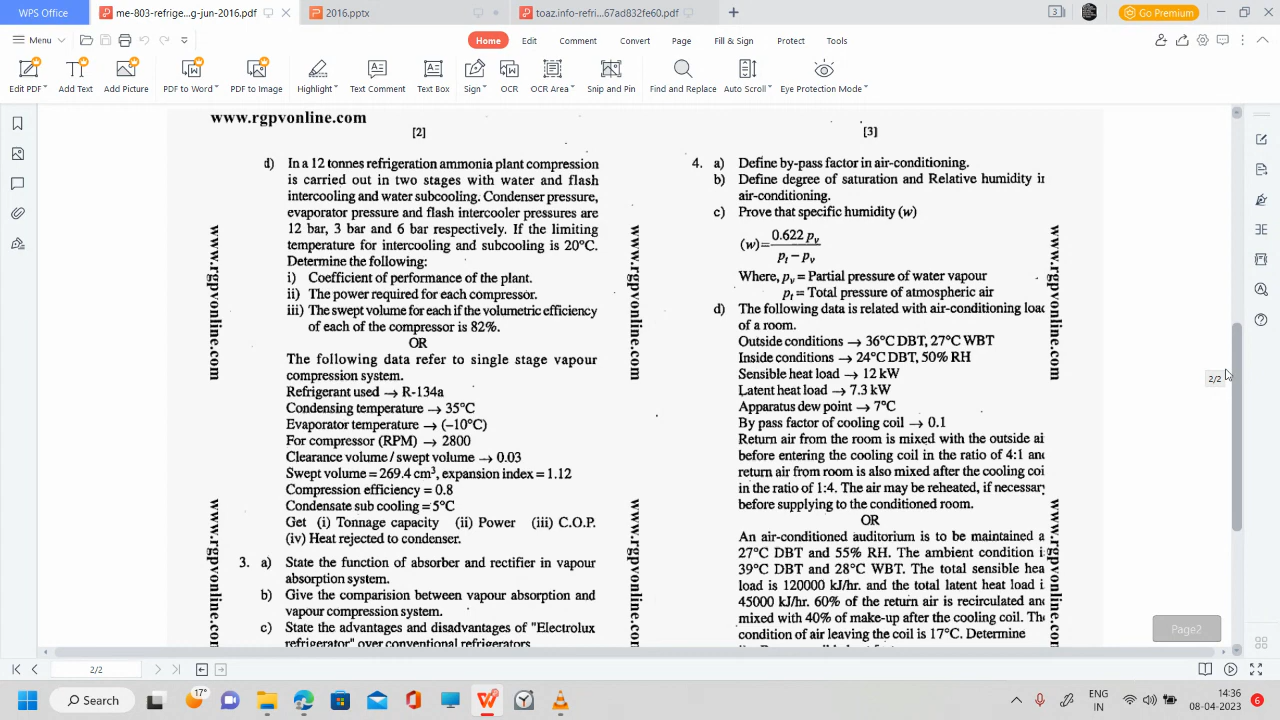 WPS Office
me-803-refrigerat...d.pdf
2016.pptx
toaz.info-refri...67ad832fe60.pdf
Go Premium
Menu
Home
Edit
Comment
Convert
Page
Fill & Sign
Protect
Tools
Edit PDF
Add Text
Add Picture
PDF to Word
PDF to Image
Highlight
Text Comment
Text Box
Sign
OCR
OCR Area
Snip and Pin
Find and Replace
Auto Scroll
Eye Protection Mode
www.rgpvonline.com
[2]
d) In a 12 tonnes refrigeration ammonia plant compression
is carried out in two stages with water and flash
intercooling and water subcooling. Condenser pressure,
evaporator pressure and flash intercooler pressures are
12 bar, 3 bar and 6 bar respectively. If the limiting
temperature for intercooling and subcooling is 20°C.
Determine the following:
i) Coefficient of performance of the plant.
ii) The power required for each compressor.
iii) The swept volume for each if the volumetric efficiency
of each of the compressor is 82%.
OR
The following data refer to single stage vapour
compression system.
Refrigerant used → R-134a
Condensing temperature → 35°C
Evaporator temperature → (−10°C)
For compressor (RPM) → 2800
Clearance volume / swept volume → 0.03
Swept volume = 269.4 cm³, expansion index = 1.12
Compression efficiency = 0.8
Condensate sub cooling = 5°C
Get (i) Tonnage capacity (ii) Power (iii) C.O.P.
(iv) Heat rejected to condenser.
3. a) State the function of absorber and rectifier in vapour
absorption system.
b) Give the comparision between vapour absorption and
vapour compression system.
c) State the advantages and disadvantages of "Electrolux
refrigerator" over conventional refrigerators
www.rgpvonline.com
www.rgpvonline.com
www.rgpvonline.com
www.rgpvonline.com
[3]
4. a) Define by-pass factor in air-conditioning.
b) Define degree of saturation and Relative humidity in
air-conditioning.
c) Prove that specific humidity (w)
(w)= 0.622 pv / pt − pv
Where, pv = Partial pressure of water vapour
pt = Total pressure of atmospheric air
d) The following data is related with air-conditioning load
of a room.
Outside conditions → 36°C DBT, 27°C WBT
Inside conditions → 24°C DBT, 50% RH
Sensible heat load → 12 kW
Latent heat load → 7.3 kW
Apparatus dew point → 7°C
By pass factor of cooling coil → 0.1
Return air from the room is mixed with the outside ai
before entering the cooling coil in the ratio of 4:1 and
return air from room is also mixed after the cooling coi
in the ratio of 1:4. The air may be reheated, if necessary
before supplying to the conditioned room.
OR
An air-conditioned auditorium is to be maintained a
27°C DBT and 55% RH. The ambient condition i
39°C DBT and 28°C WBT. The total sensible hea
load is 120000 kJ/hr. and the total latent heat load i
45000 kJ/hr. 60% of the return air is recirculated and
mixed with 40% of make-up after the cooling coil. The
condition of air leaving the coil is 17°C. Determine
www.rgpvonline.com
www.rgpvonline.com
2/2
Page2
2/2
17°
Search
ENG
IN
14:36
08-04-2023
6